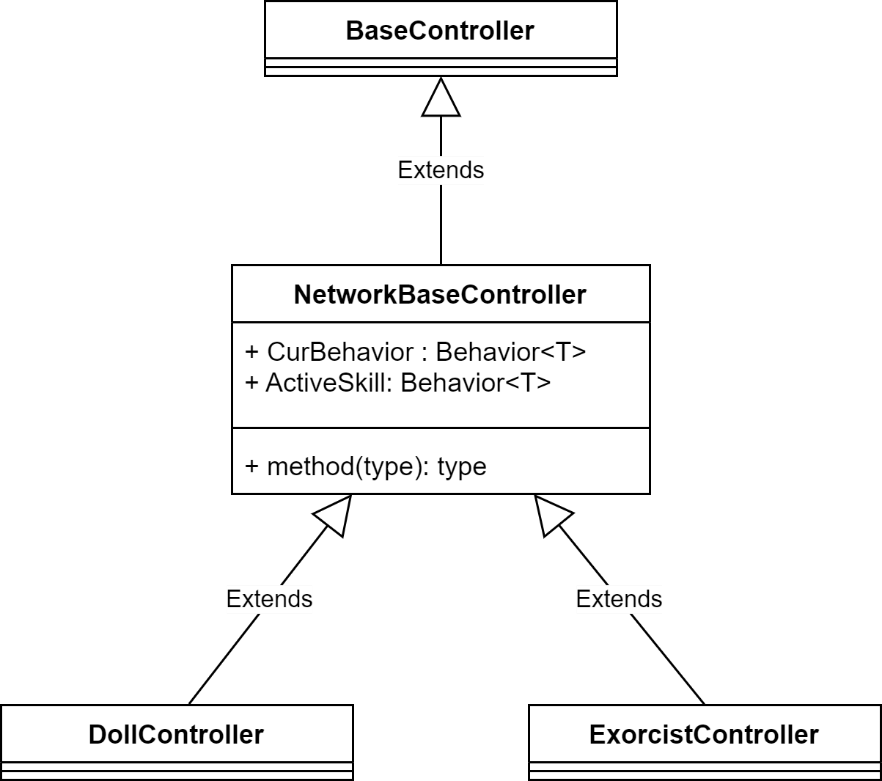 BaseController
Extends
NetworkBaseController
+ CurBehavior : Behavior<T>
+ ActiveSkill: Behavior<T>
+ method(type): type
Extends
Extends
DollController
ExorcistController